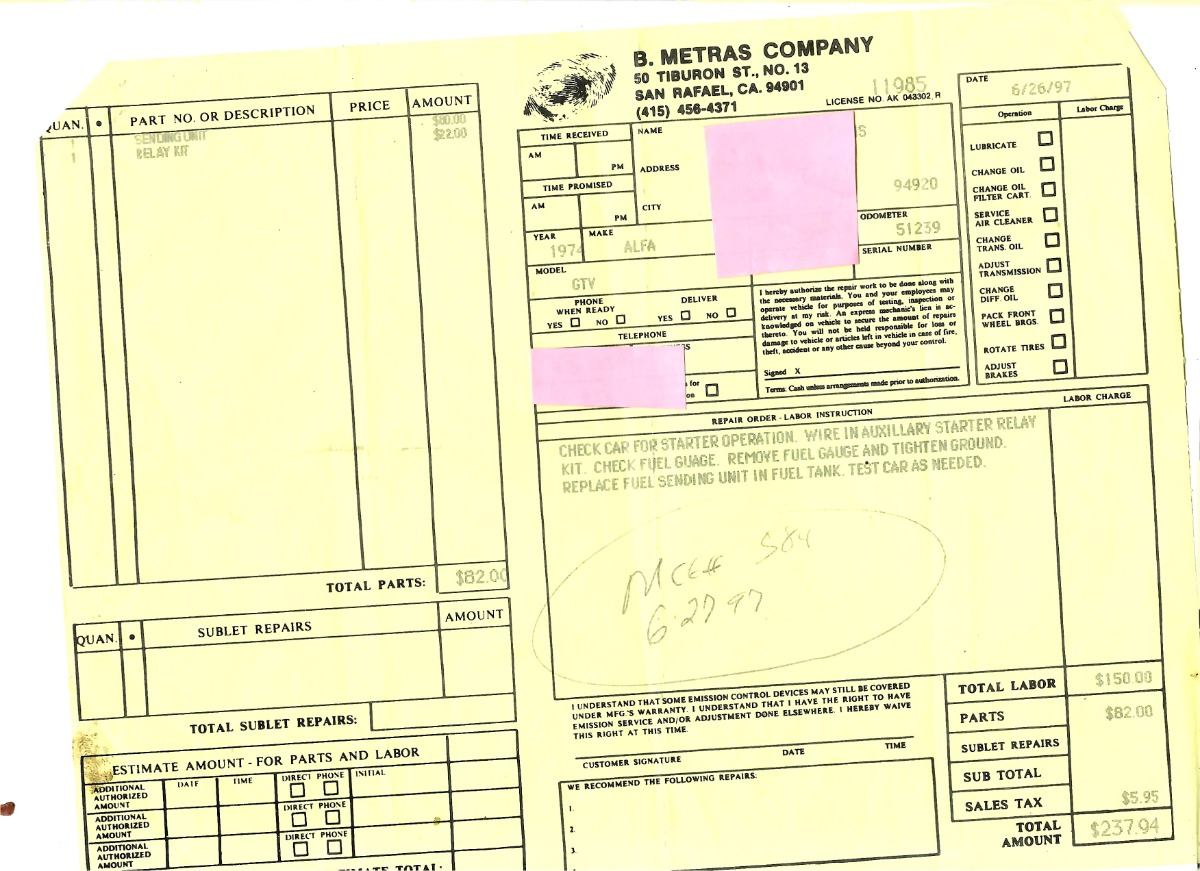 B. METRAS COMPANY
50 TIBURON ST., NO. 13
SAN RAFAEL, CA. 94901
(415) 456-4371
11985
LICENSE NO. AK 043302 R
DATE
6/26/97
QUAN. • PART NO. OR DESCRIPTION PRICE AMOUNT
1 SENDING UNIT $60.00
1 RELAY KIT $22.00
TOTAL PARTS: $82.00
QUAN. • SUBLET REPAIRS AMOUNT
TOTAL SUBLET REPAIRS:
ESTIMATE AMOUNT - FOR PARTS AND LABOR
ADDITIONAL AUTHORIZED AMOUNT DATE TIME DIRECT PHONE INITIAL
ADDITIONAL AUTHORIZED AMOUNT DIRECT PHONE
ADDITIONAL AUTHORIZED AMOUNT DIRECT PHONE
TOTAL:
TIME RECEIVED
AM PM
TIME PROMISED
AM PM
NAME
S
ADDRESS
94920
CITY
ODOMETER
51239
YEAR MAKE
1974 ALFA
SERIAL NUMBER
MODEL
GTV
PHONE WHEN READY
YES NO
DELIVER
YES NO
TELEPHONE
I hereby authorize the repair work to be done along with
the necessary materials. You and your employees may
operate vehicle for purposes of testing, inspection or
delivery at my risk. An express mechanic's lien is ac-
knowledged on vehicle to secure the amount of repairs
thereto. You will not be held responsible for loss or
damage to vehicle or articles left in vehicle in case of fire,
theft, accident or any other cause beyond your control.
Signed X
Terms: Cash unless arrangements made prior to authorization.
Operation Labor Charge
LUBRICATE
CHANGE OIL
CHANGE OIL
FILTER CART.
SERVICE
AIR CLEANER
CHANGE
TRANS. OIL
ADJUST
TRANSMISSION
CHANGE
DIFF. OIL
PACK FRONT
WHEEL BRGS.
ROTATE TIRES
ADJUST
BRAKES
REPAIR ORDER - LABOR INSTRUCTION LABOR CHARGE
CHECK CAR FOR STARTER OPERATION. WIRE IN AUXILLARY STARTER RELAY
KIT. CHECK FUEL GUAGE. REMOVE FUEL GAUGE AND TIGHTEN GROUND.
REPLACE FUEL SENDING UNIT IN FUEL TANK. TEST CAR AS NEEDED.
584
6-27 97
I UNDERSTAND THAT SOME EMISSION CONTROL DEVICES MAY STILL BE COVERED
UNDER MFG.'S WARRANTY. I UNDERSTAND THAT I HAVE THE RIGHT TO HAVE
EMISSION SERVICE AND/OR ADJUSTMENT DONE ELSEWHERE. I HEREBY WAIVE
THIS RIGHT AT THIS TIME.
CUSTOMER SIGNATURE DATE TIME
WE RECOMMEND THE FOLLOWING REPAIRS:
1.
2.
3.
TOTAL LABOR $150.00
PARTS $82.00
SUBLET REPAIRS
SUB TOTAL
SALES TAX $5.95
TOTAL AMOUNT $237.94